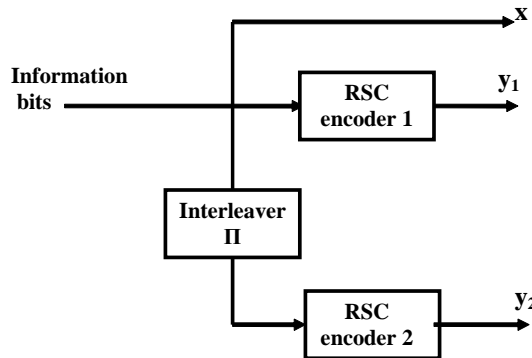 x
Information
bits
RSC
encoder 1
y₁
Interleaver
Π
RSC
encoder 2
y₂